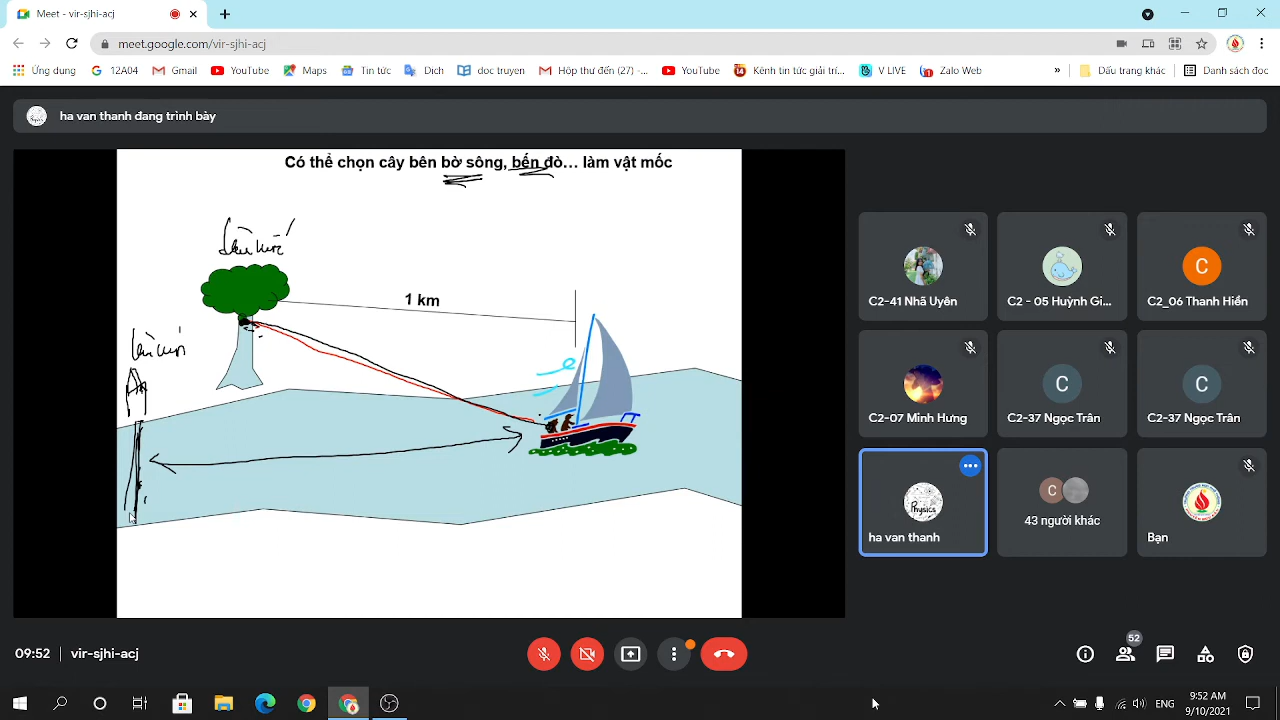 Meet - vir-sjhi-acj
meet.google.com/vir-sjhi-acj
Ứng dụng
12A04
Gmail
YouTube
Maps
Tin tức
Dịch
doc truyen
Hộp thư đến (27) -...
YouTube
Kênh tin tức giải trí...
V LIVE
Zalo Web
»
Dấu trang khác
Danh sách đọc
ha van thanh đang trình bày
Có thể chọn cây bên bờ sông, bến đò... làm vật mốc
1 km
C2-41 Nhã Uyên
C2 - 05 Huỳnh Gi...
C
C2_06 Thanh Hiền
C2-07 Minh Hưng
C
C2-37 Ngọc Trân
C
C2-37 Ngọc Trân
Physics
ha van thanh
C
43 người khác
Bạn
09:52 | vir-sjhi-acj
52
ENG
9:52 AM
9/10/2021